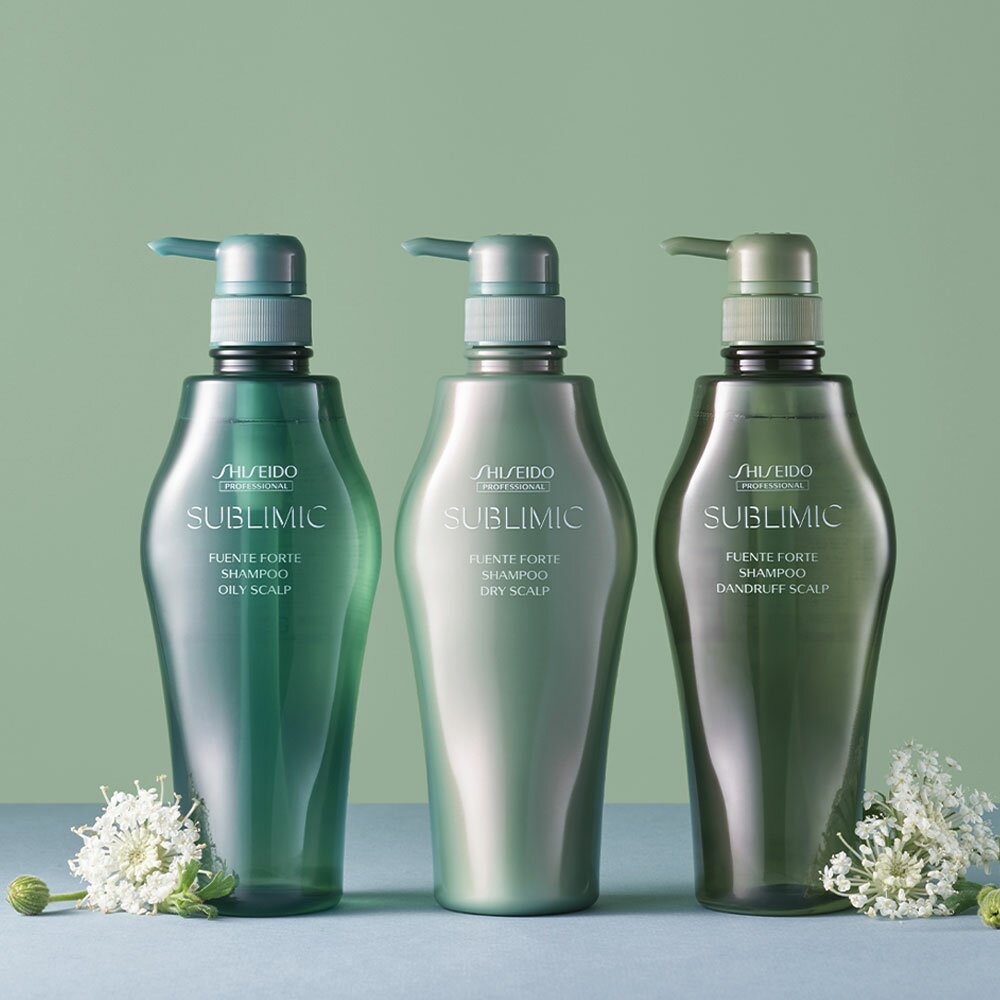 SHISEIDO
PROFESSIONAL
SUBLIMIC
FUENTE FORTE
SHAMPOO
OILY SCALP
SHISEIDO
PROFESSIONAL
SUBLIMIC
FUENTE FORTE
SHAMPOO
DRY SCALP
SHISEIDO
PROFESSIONAL
SUBLIMIC
FUENTE FORTE
SHAMPOO
DANDRUFF SCALP